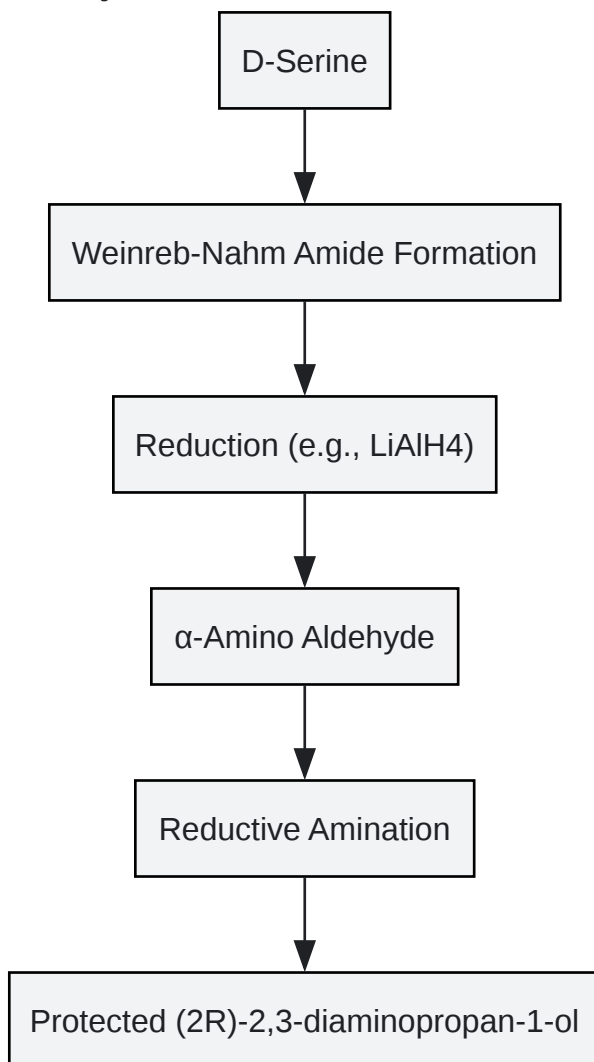 D-Serine
Weinreb-Nahm Amide Formation
Reduction (e.g., LiAlH4)
α-Amino Aldehyde
Reductive Amination
Protected (2R)-2,3-diaminopropan-1-ol